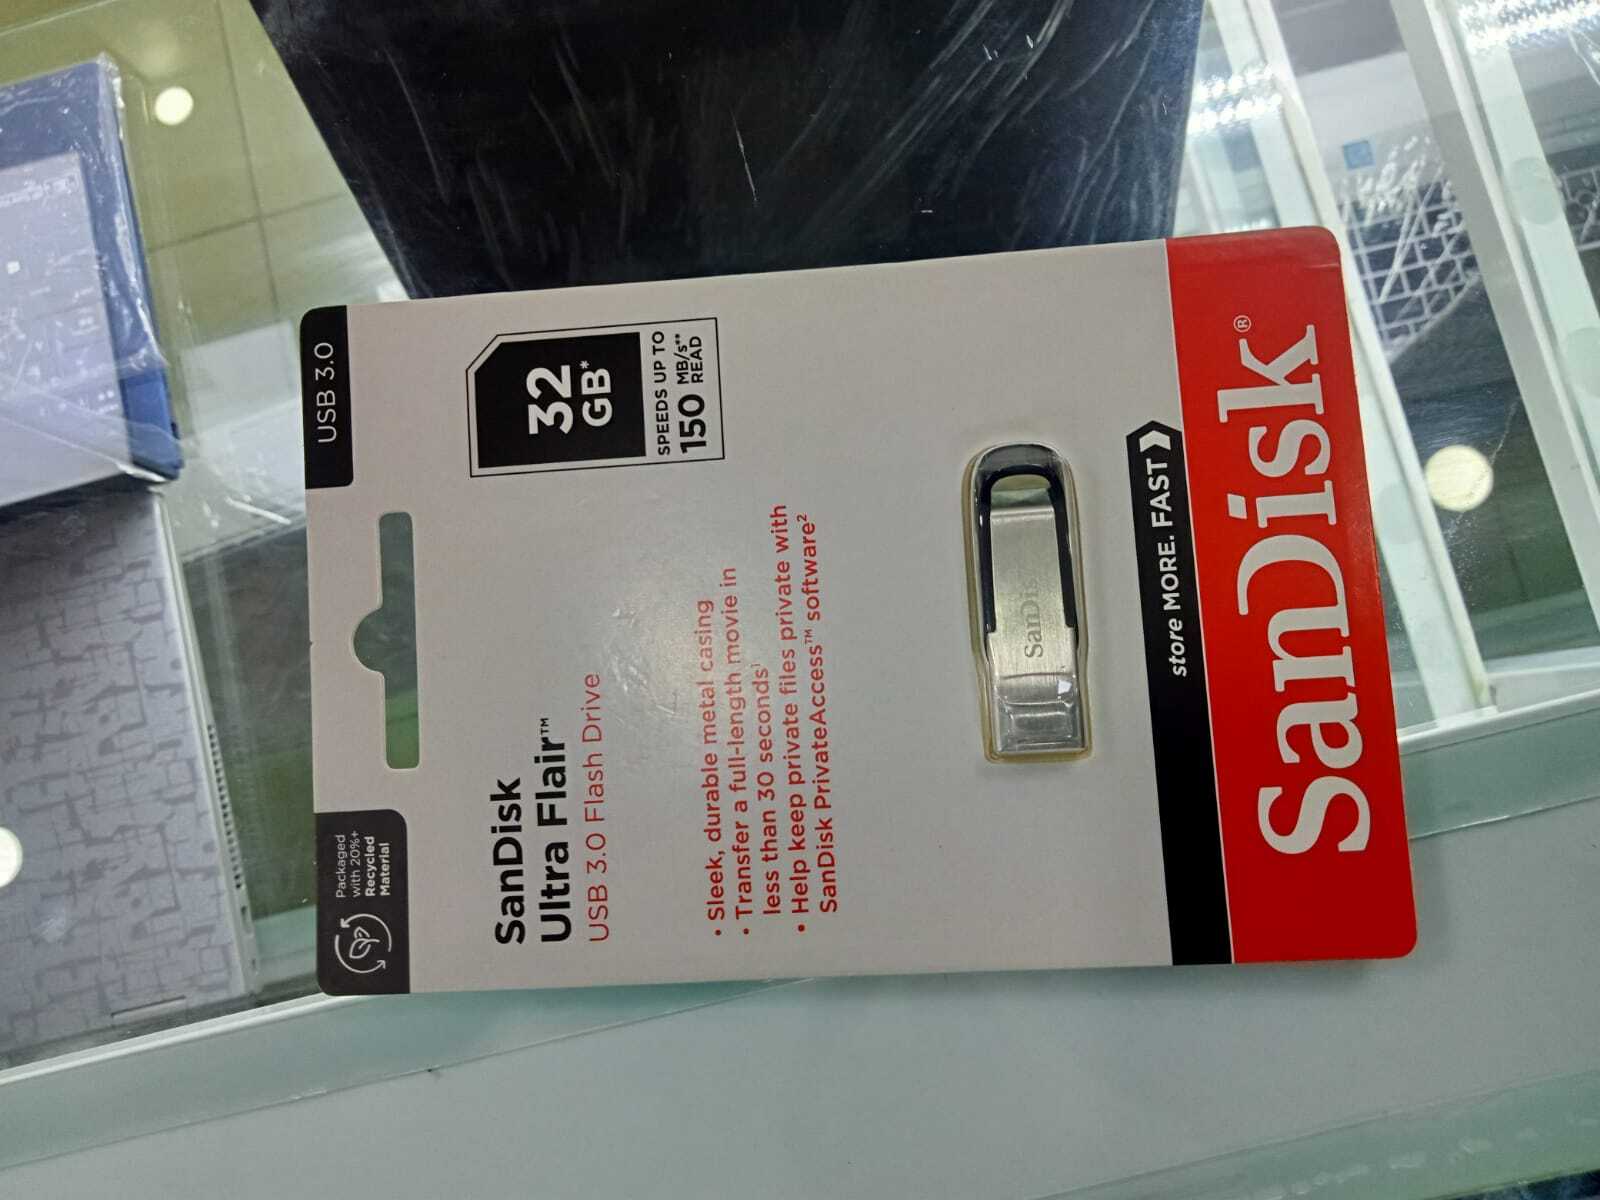 Packaged
with 20%+
Recycled
Material
USB 3.0
SanDisk
Ultra Flair™
USB 3.0 Flash Drive
32
GB*
SPEEDS UP TO
150 MB/s**
READ
• Sleek, durable metal casing
• Transfer a full-length movie in
less than 30 seconds¹
• Help keep private files private with
SanDisk PrivateAccess™ software²
SanDisk
store MORE. FAST
SanDisk®